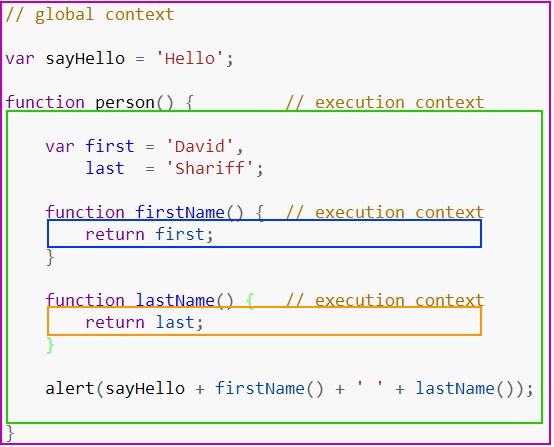 // global context
var sayHello = 'Hello';
function person() {         // execution context
    var first = 'David',
        last  = 'Shariff';
    function firstName() {  // execution context
        return first;
    }
    function lastName() {   // execution context
        return last;
    }
    alert(sayHello + firstName() + ' ' + lastName());
}